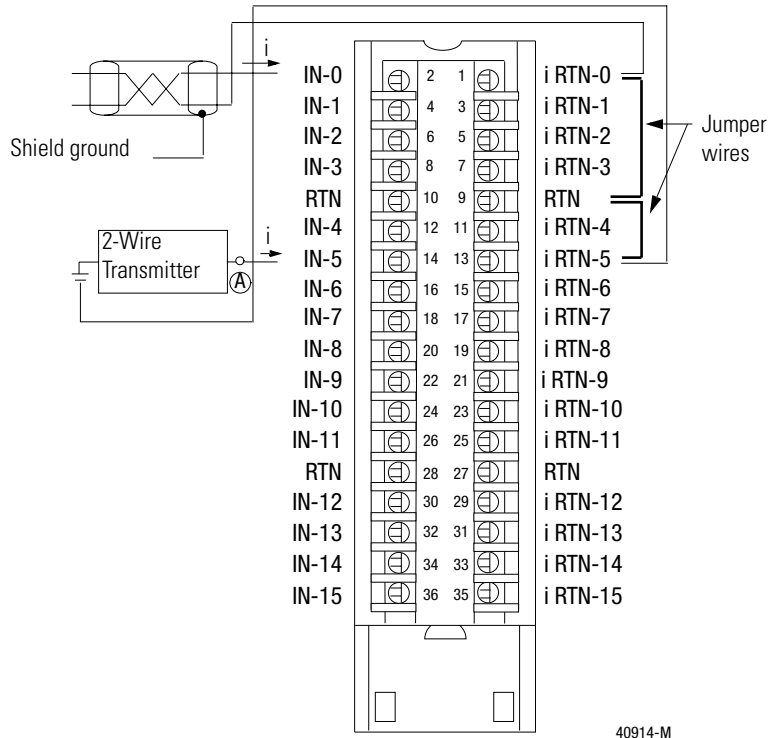 i
IN-0 2 1 i RTN-0
IN-1 4 3 i RTN-1
IN-2 6 5 i RTN-2
IN-3 8 7 i RTN-3
RTN 10 9 RTN
IN-4 12 11 i RTN-4
IN-5 14 13 i RTN-5
IN-6 16 15 i RTN-6
IN-7 18 17 i RTN-7
IN-8 20 19 i RTN-8
IN-9 22 21 i RTN-9
IN-10 24 23 i RTN-10
IN-11 26 25 i RTN-11
RTN 28 27 RTN
IN-12 30 29 i RTN-12
IN-13 32 31 i RTN-13
IN-14 34 33 i RTN-14
IN-15 36 35 i RTN-15
Shield ground
Jumper
wires
2-Wire
Transmitter
i
A
40914-M